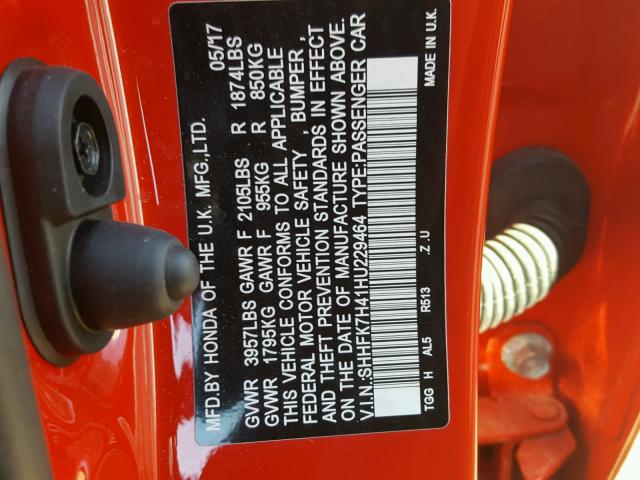 MFD.BY HONDA OF THE U.K. MFG.,LTD. 05/17
GVWR 3957LBS GAWR F 2105LBS R 1874LBS
GVWR 1795KG GAWR F 955KG R 850KG
THIS VEHICLE CONFORMS TO ALL APPLICABLE
FEDERAL MOTOR VEHICLE SAFETY, BUMPER,
AND THEFT PREVENTION STANDARDS IN EFFECT
ON THE DATE OF MANUFACTURE SHOWN ABOVE.
V.I.N.:SHHFK7H41HU229464 TYPE:PASSENGER CAR
TGG H AL5 R513 .Z.U MADE IN U.K.